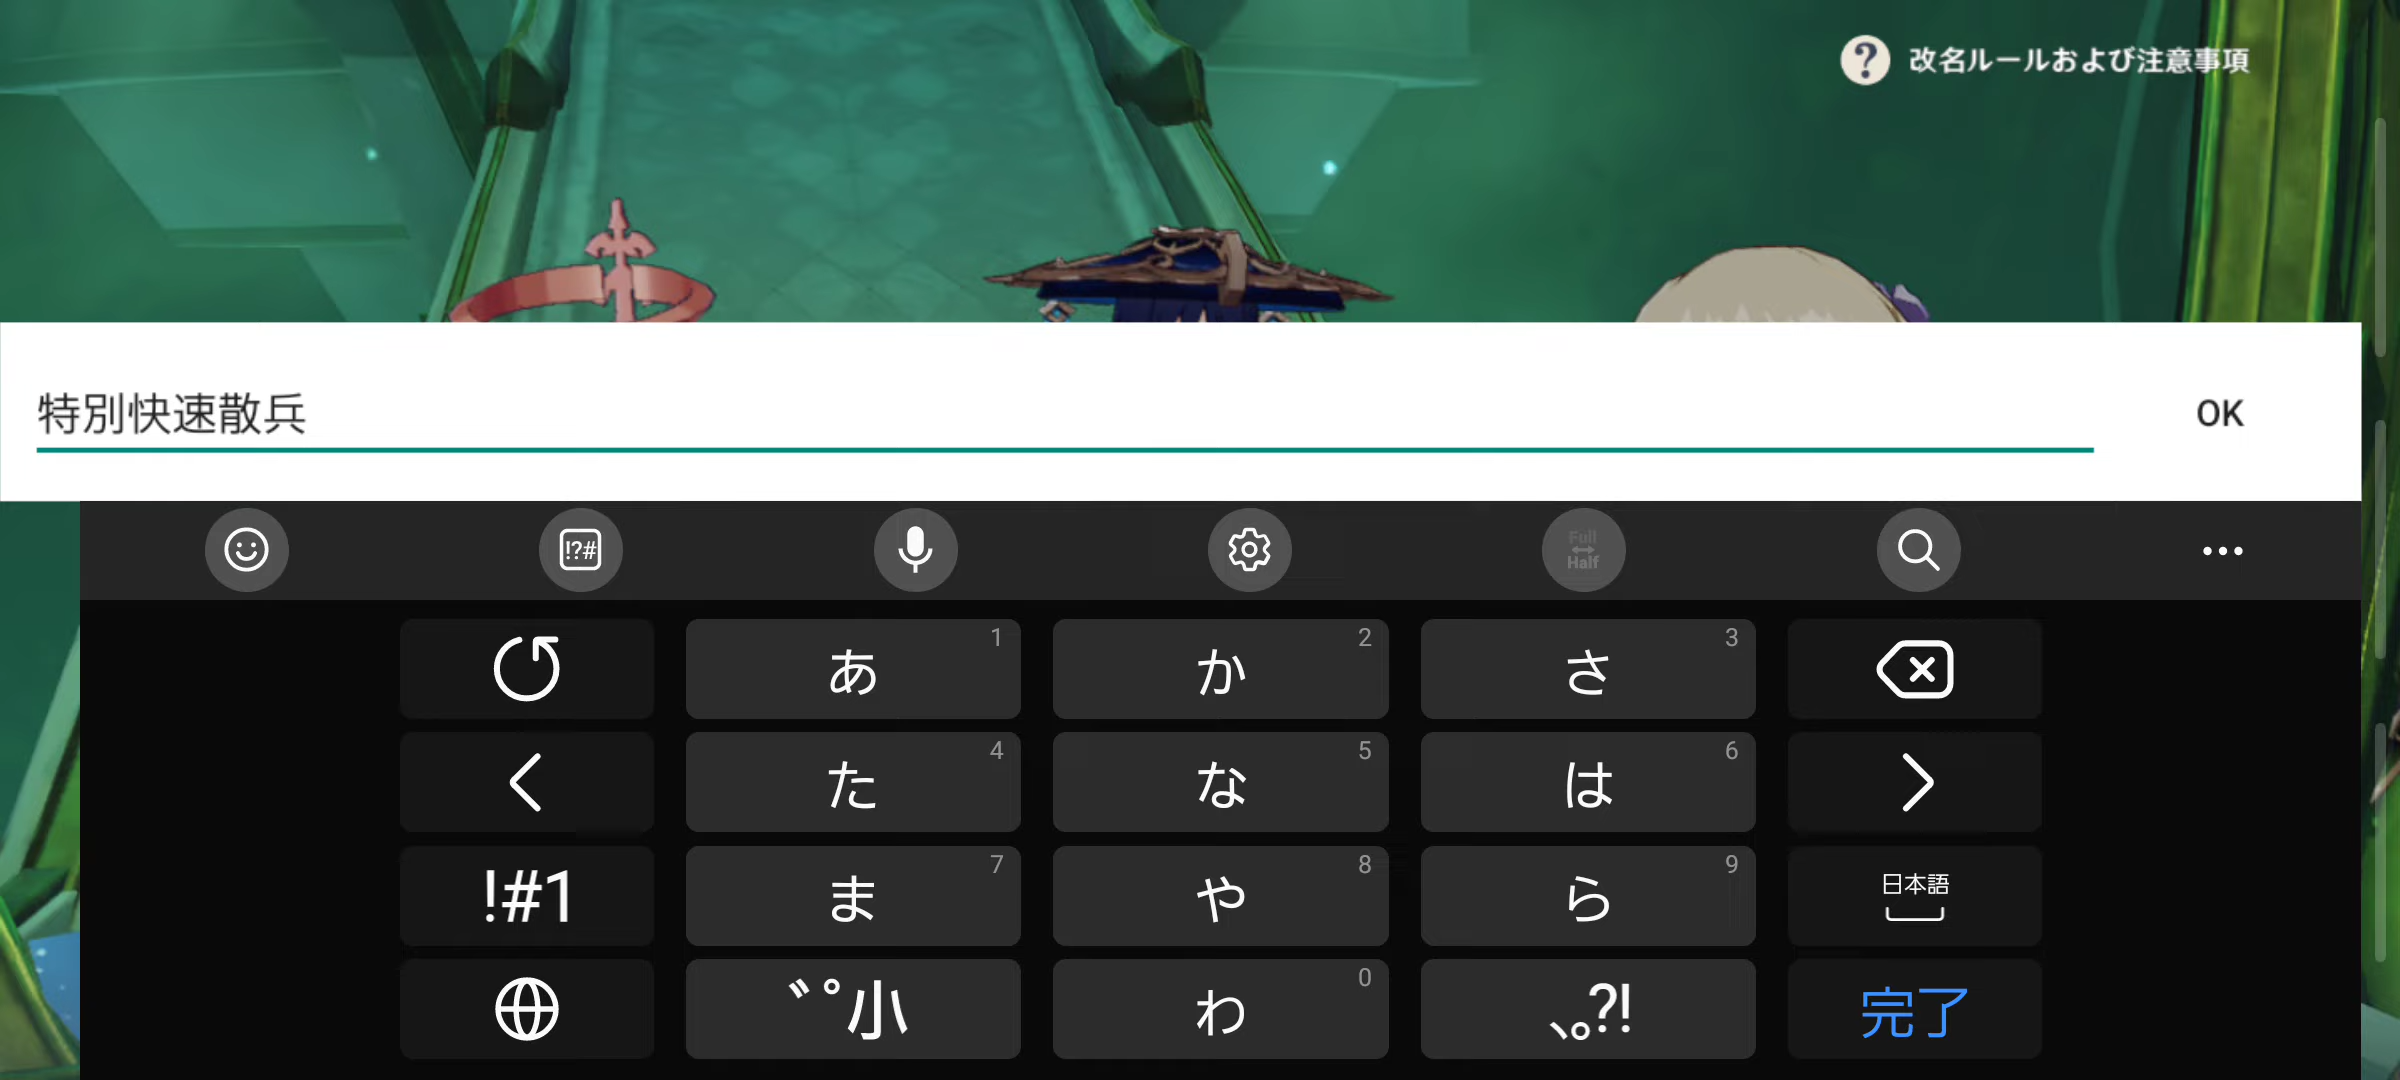 ? 改名ルールおよび注意事項
特別快速散兵
OK
!?#
Full
Half
あ 1
か 2
さ 3
た 4
な 5
は 6
!#1
ま 7
や 8
ら 9
日本語
゛゜小
わ 0
、。?!
完了